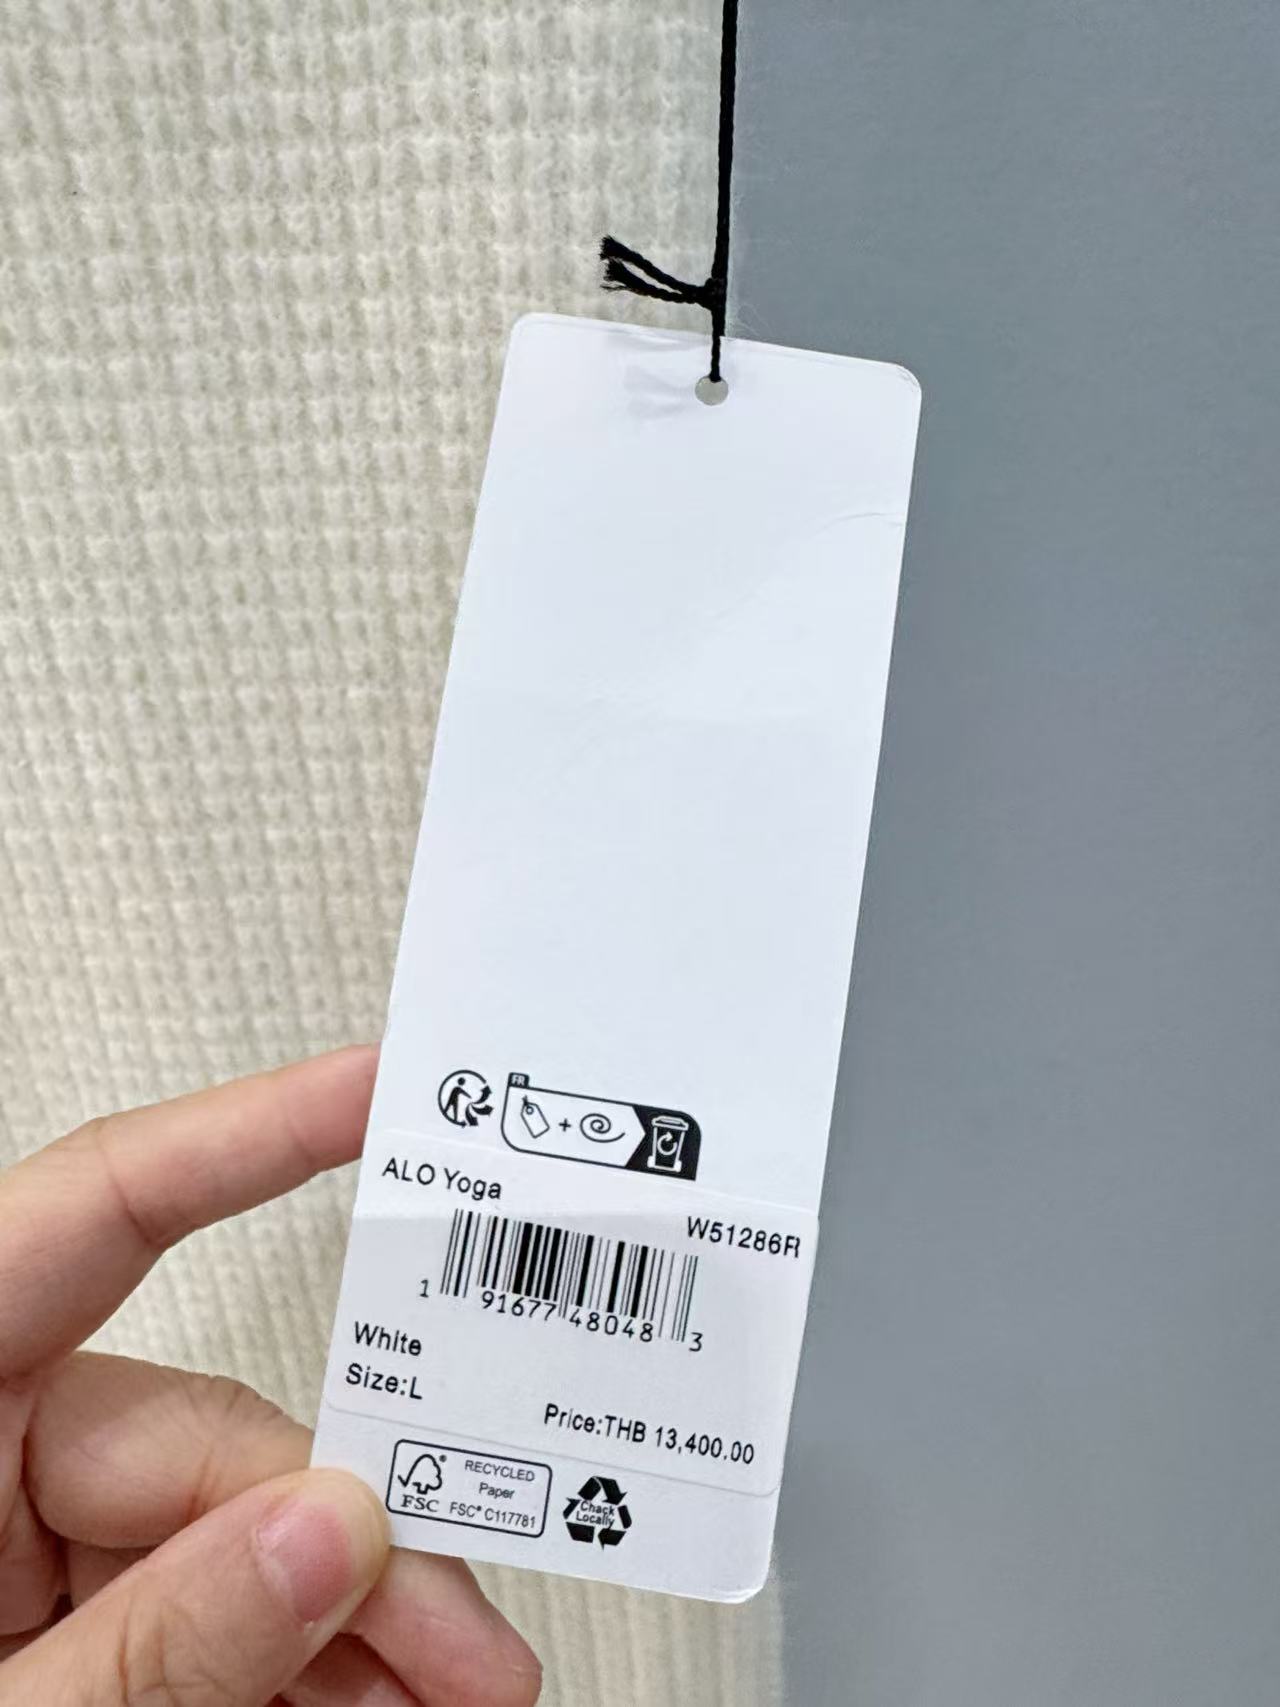 FR
ALO Yoga
W51286R
1 91677 48048 3
White
Size:L
Price:THB 13,400.00
RECYCLED
Paper
FSC® C117781
FSC
Chack
Locally